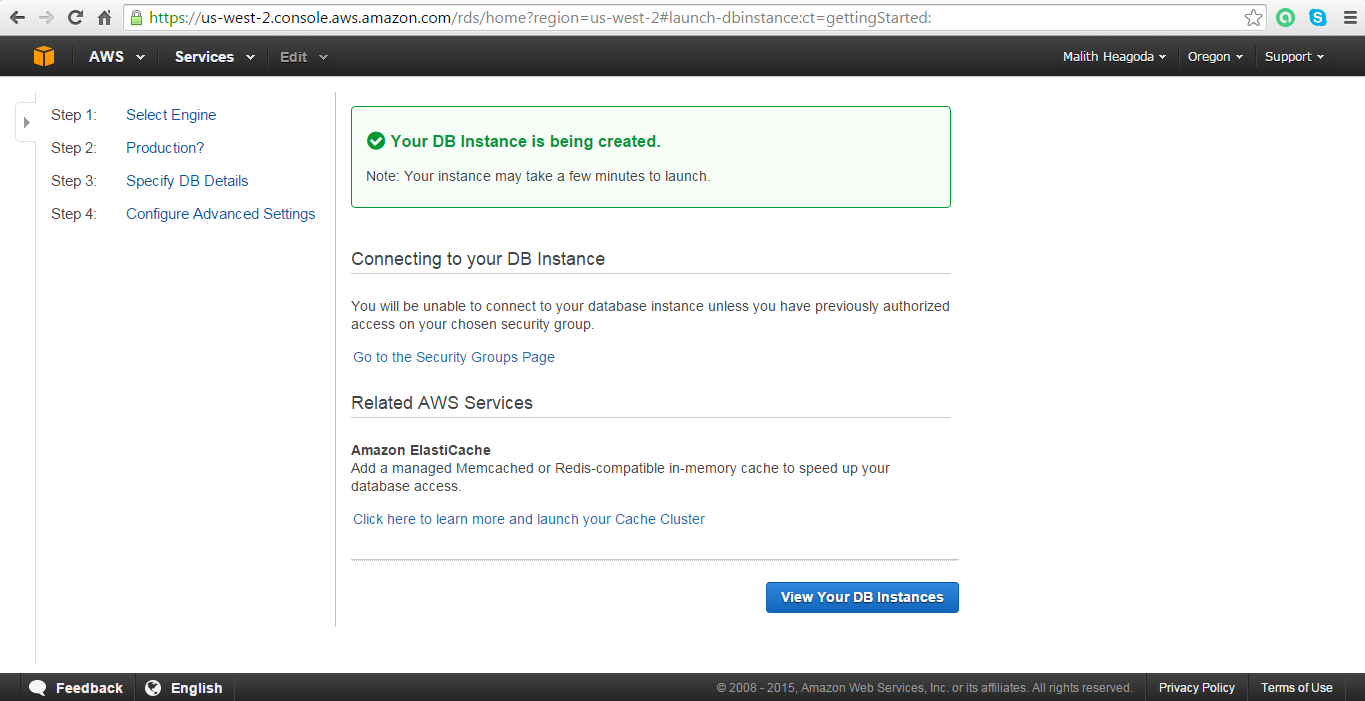 https://us-west-2.console.aws.amazon.com/rds/home?region=us-west-2#launch-dbinstance:ct=gettingStarted:
AWS Services Edit Malith Heagoda Oregon Support
Step 1: Select Engine
Step 2: Production?
Step 3: Specify DB Details
Step 4: Configure Advanced Settings
Your DB Instance is being created.
Note: Your instance may take a few minutes to launch.
Connecting to your DB Instance
You will be unable to connect to your database instance unless you have previously authorized
access on your chosen security group.
Go to the Security Groups Page
Related AWS Services
Amazon ElastiCache
Add a managed Memcached or Redis-compatible in-memory cache to speed up your
database access.
Click here to learn more and launch your Cache Cluster
View Your DB Instances
Feedback English © 2008 - 2015, Amazon Web Services, Inc. or its affiliates. All rights reserved. Privacy Policy Terms of Use